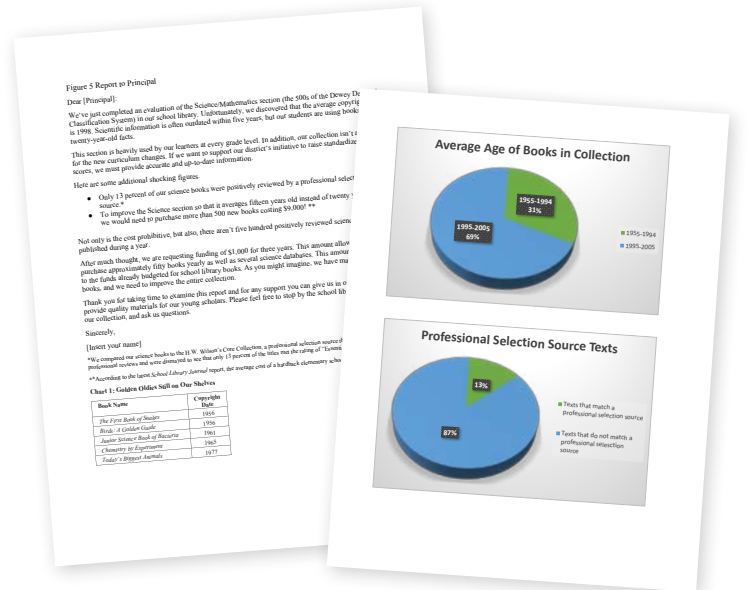 Figure 5 Report to Principal
Dear [Principal]:
We've just completed an evaluation of the Science/Mathematics section (the 500s of the Dewey De
Classification System) in our school library. Unfortunately, we discovered that the average copyrig
is 1998. Scientific information is often outdated within five years, but our students are using books
twenty-year-old facts.
This section is heavily used by our learners at every grade level. In addition, our collection isn't
for the new curriculum changes. If we want to support our district's initiative to raise standardize
scores, we must provide accurate and up-to-date information.
Here are some additional shocking figures.
• Only 13 percent of our science books were positively reviewed by a professional selec
source.*
• To improve the Science section so that it averages fifteen years old instead of twenty
we would need to purchase more than 500 new books costing $9,000! **
Not only is the cost prohibitive, but also, there aren't five hundred positively reviewed scien
published during a year.
After much thought, we are requesting funding of $1,000 for three years. This amount allow
purchase approximately fifty books yearly as well as several science databases. This amoun
to the funds already budgeted for school library books. As you might imagine, we have ma
books, and we need to improve the entire collection.
Thank you for taking time to examine this report and for any support you can give us in o
provide quality materials for our young scholars. Please feel free to stop by the school lib
our collection, and ask us questions.
Sincerely,
[Insert your name]
*We compared our science books to the H.W. Wilson's Core Collection, a professional selection source th
professional reviews and were dismayed to see that only 13 percent of the titles met the rating of "Essenti
**According to the latest School Library Journal report, the average cost of a hardback elementary scho
Chart 1: Golden Oldies Still on Our Shelves
Book Name Copyright Date
The First Book of Snakes 1956
Birds: A Golden Guide 1956
Junior Science Book of Bacteria 1961
Chemistry by Experiment 1965
Today's Biggest Animals 1977
Average Age of Books in Collection
1955-1994
31%
1995-2005
69%
1955-1994
1995-2005
Professional Selection Source Texts
13%
87%
Texts that match a
professional selection source
Texts that do not match a
professional selesction
source